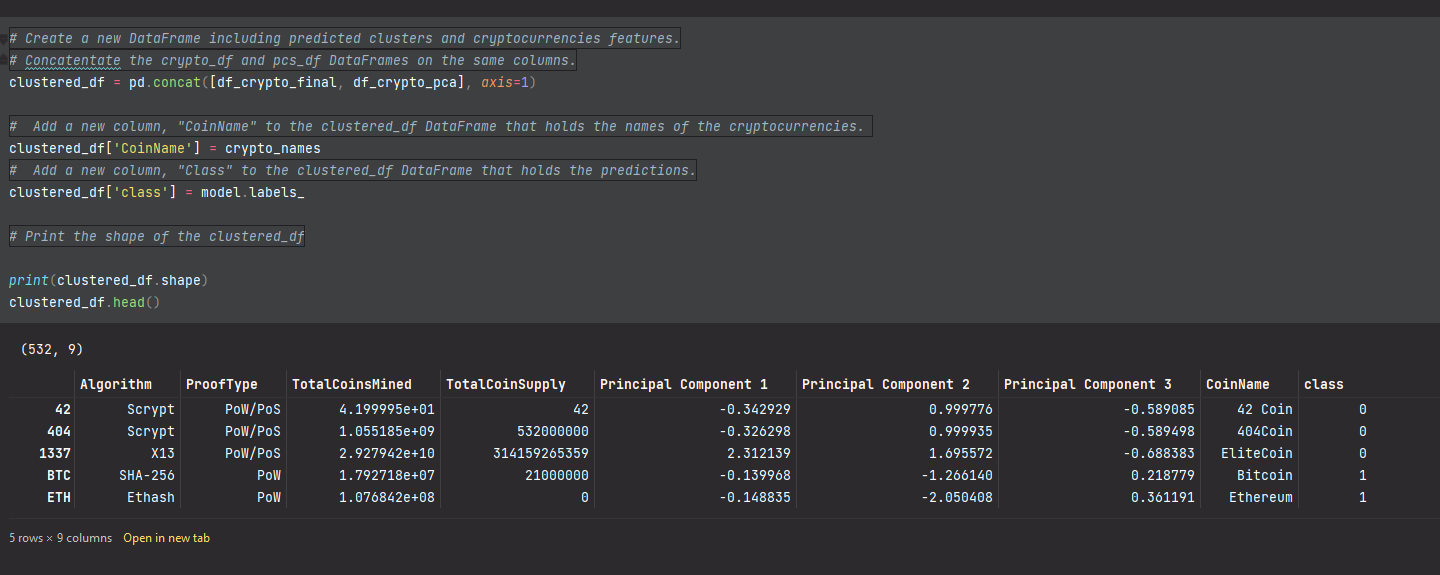 # Create a new DataFrame including predicted clusters and cryptocurrencies features.
# Concatentate the crypto_df and pcs_df DataFrames on the same columns.
clustered_df = pd.concat([df_crypto_final, df_crypto_pca], axis=1)
#  Add a new column, "CoinName" to the clustered_df DataFrame that holds the names of the cryptocurrencies.
clustered_df['CoinName'] = crypto_names
#  Add a new column, "Class" to the clustered_df DataFrame that holds the predictions.
clustered_df['class'] = model.labels_
# Print the shape of the clustered_df
print(clustered_df.shape)
clustered_df.head()
(532, 9)
Algorithm ProofType TotalCoinsMined TotalCoinSupply Principal Component 1 Principal Component 2 Principal Component 3 CoinName class
42 Scrypt PoW/PoS 4.199995e+01 42 -0.342929 0.999776 -0.589085 42 Coin 0
404 Scrypt PoW/PoS 1.055185e+09 532000000 -0.326298 0.999935 -0.589498 404Coin 0
1337 X13 PoW/PoS 2.927942e+10 314159265359 2.312139 1.695572 -0.688383 EliteCoin 0
BTC SHA-256 PoW 1.792718e+07 21000000 -0.139968 -1.266140 0.218779 Bitcoin 1
ETH Ethash PoW 1.076842e+08 0 -0.148835 -2.050408 0.361191 Ethereum 1
5 rows × 9 columns Open in new tab